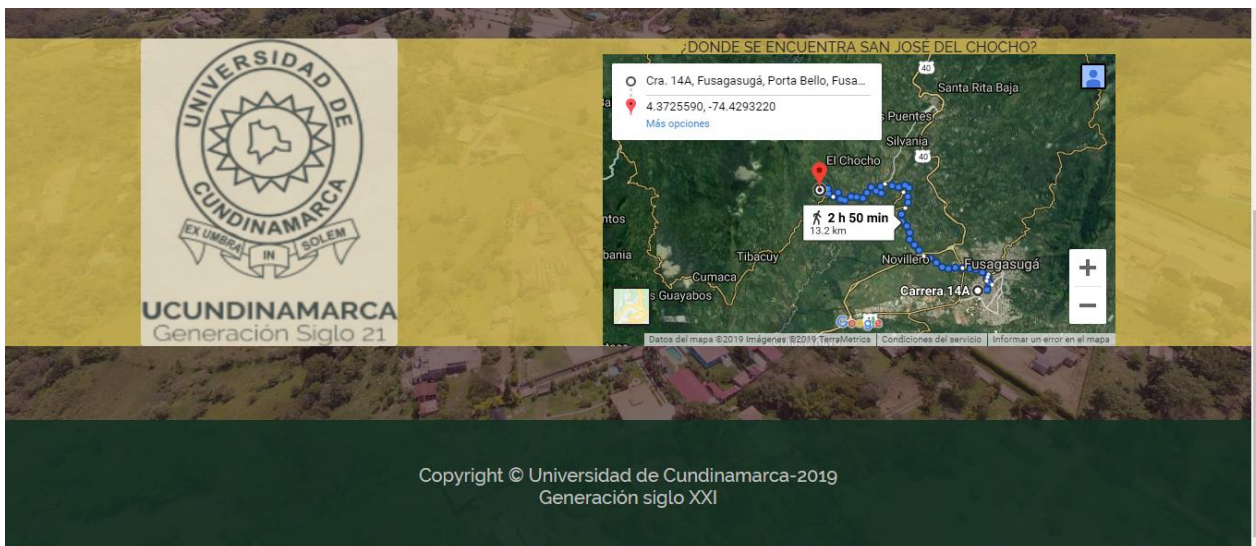 UNIVERSIDAD DE
CUNDINAMARCA
EX UMBRA IN SOLEM
UCUNDINAMARCA
Generación Siglo 21
¿DONDE SE ENCUENTRA SAN JOSÉ DEL CHOCHO?
Cra. 14A, Fusagasugá, Porta Bello, Fusa...
4.3725590, -74.4293220
Más opciones
40
Santa Rita Baja
Puentes
Silvania
40
El Chocho
2 h 50 min
13.2 km
Tibacuy
Novillero
Fusagasugá
Cumaca
Guayabos
Carrera 14A
+
−
Google
Datos del mapa ©2019 Imágenes ©2019 TerraMetrics
Condiciones del servicio
Informar un error en el mapa
Copyright © Universidad de Cundinamarca-2019
Generación siglo XXI